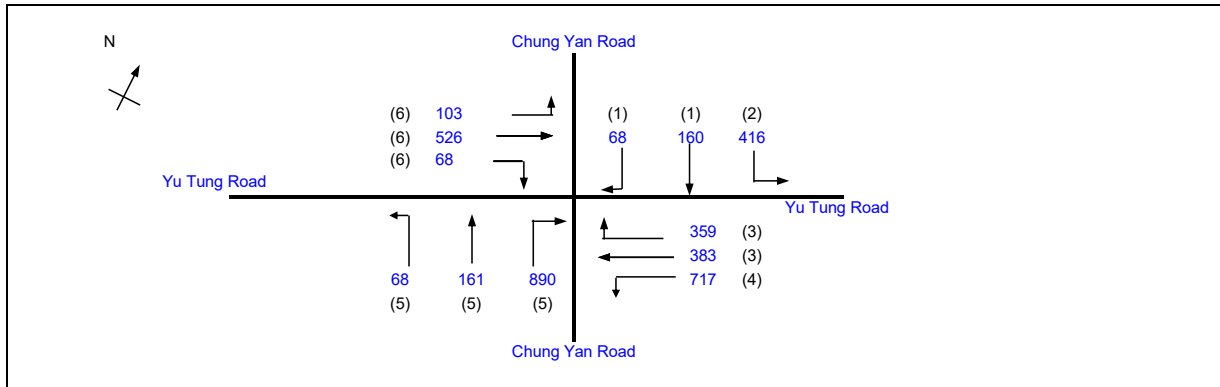 N
Chung Yan Road
(6) 103
(6) 526
(6) 68
(1) (1) (2)
68 160 416
Yu Tung Road
Yu Tung Road
359 (3)
383 (3)
717 (4)
68 161 890
(5) (5) (5)
Chung Yan Road